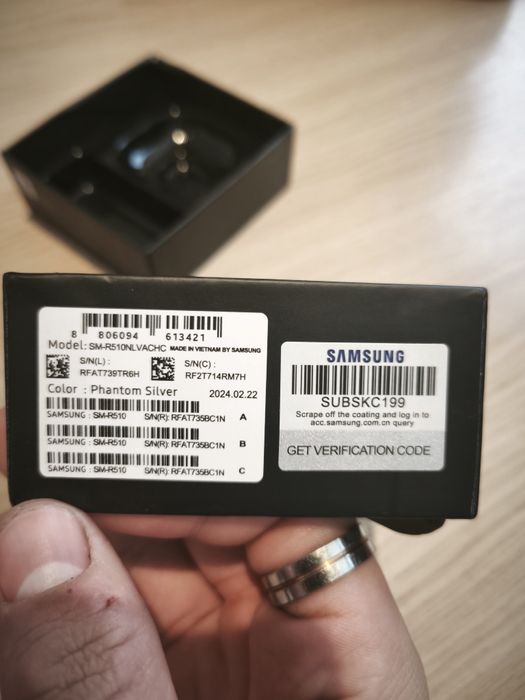 8 806094 613421
Model: SM-R510NLVACHC MADE IN VIETNAM BY SAMSUNG
S/N(L) :
RFAT739TR6H
S/N(C) :
RF2T714RM7H
Color : Phantom Silver 2024.02.22
SAMSUNG : SM-R510 S/N(R): RFAT735BC1N A
SAMSUNG : SM-R510 S/N(R): RFAT735BC1N B
SAMSUNG : SM-R510 S/N(R): RFAT735BC1N C
SAMSUNG
SUBSKC199
Scrape off the coating and log in to
acc.samsung.com.cn query
GET VERIFICATION CODE